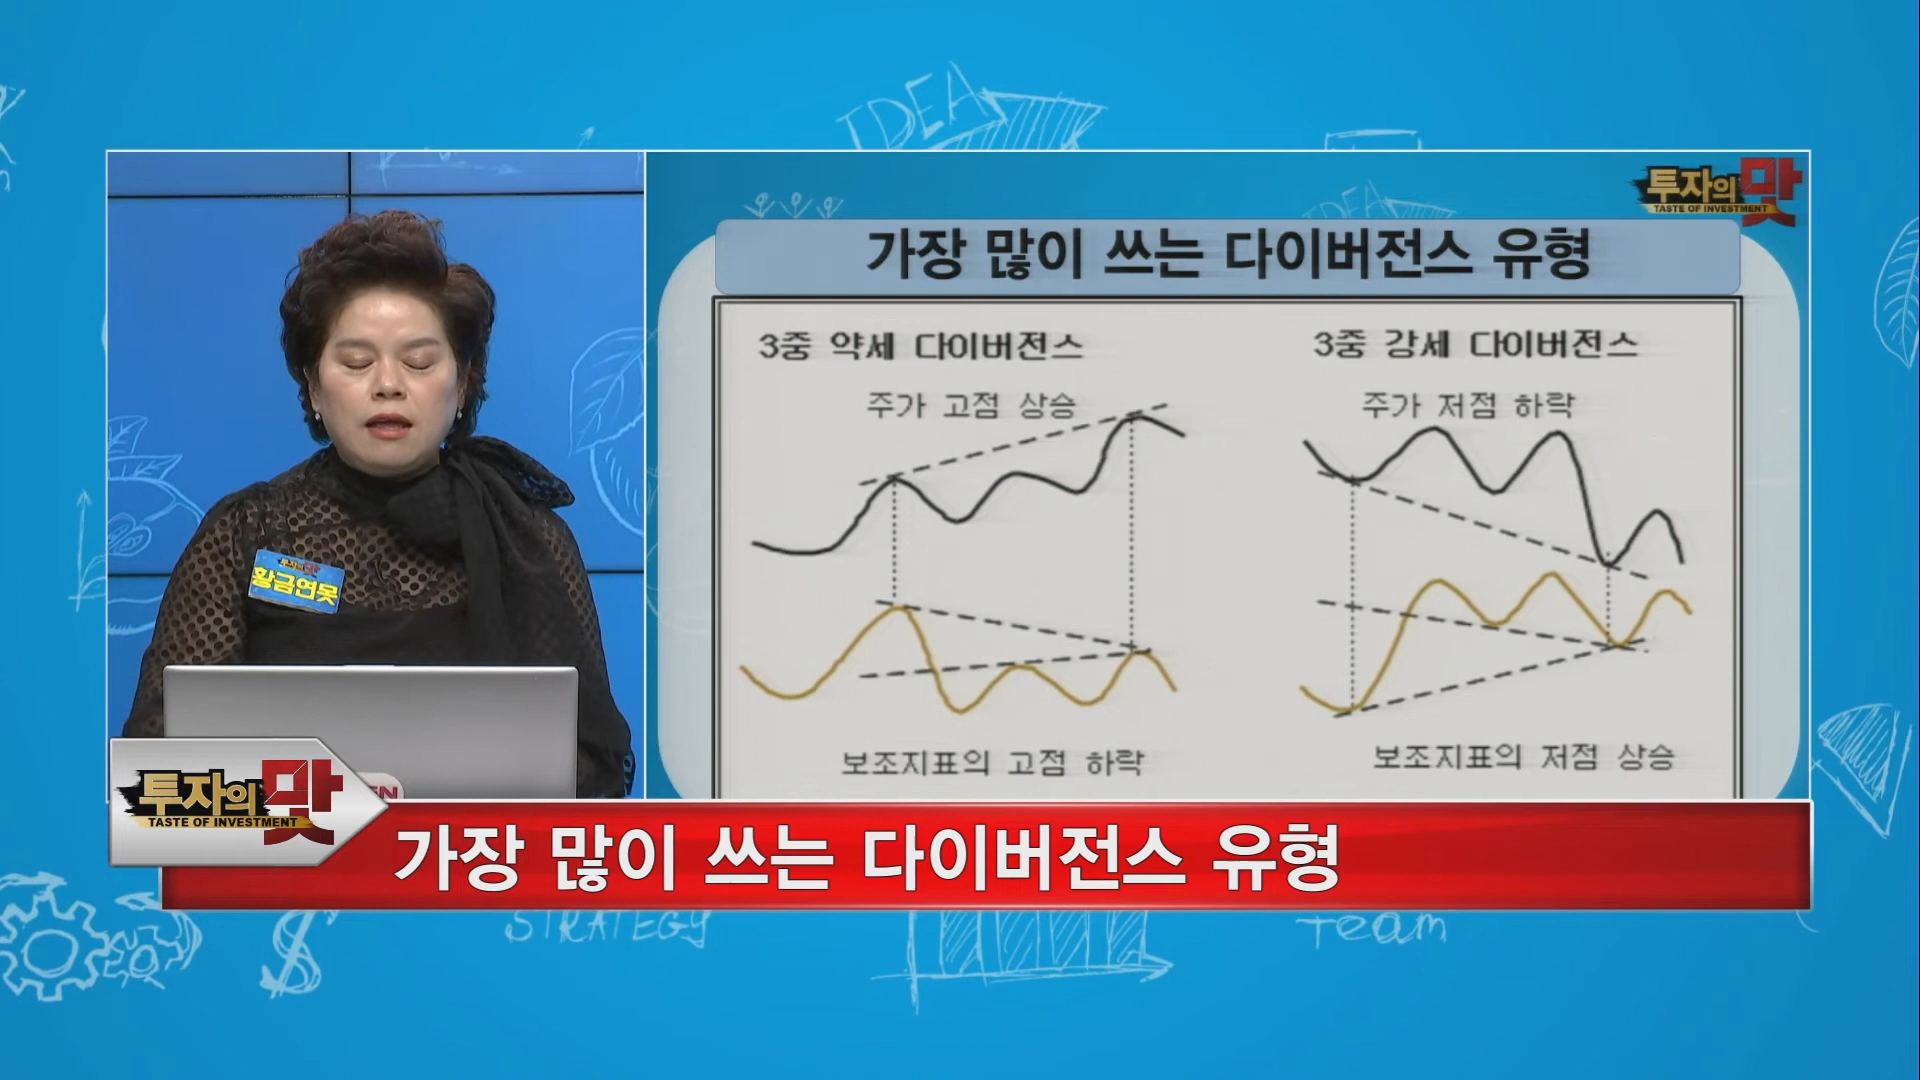 IDEA
투자의 맛
TASTE OF INVESTMENT
IDEA
가장 많이 쓰는 다이버전스 유형
3중 약세 다이버전스
3중 강세 다이버전스
주가 고점 상승
주가 저점 하락
보조지표의 고점 하락
보조지표의 저점 상승
투자의맛
황금연못
투자의 맛
TASTE OF INVESTMENT
가장 많이 쓰는 다이버전스 유형
STRATEGY
Team